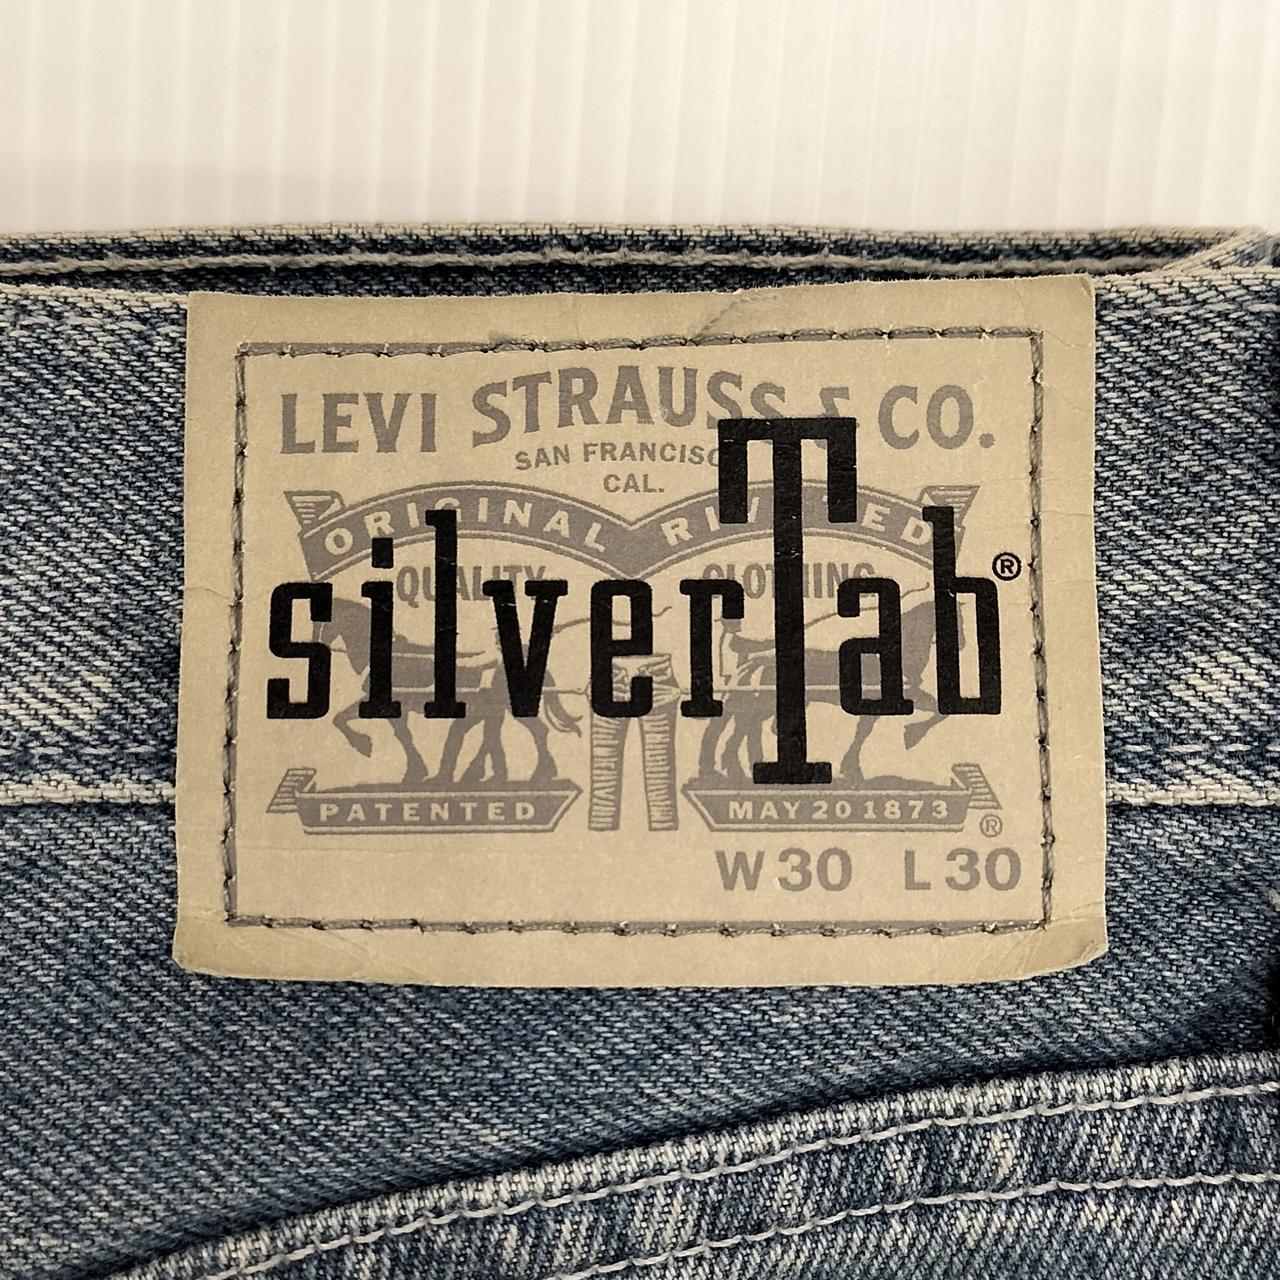 LEVI STRAUSS & CO.
SAN FRANCISCO
CAL.
ORIGINAL RIVETED
QUALITY CLOTHING
silverTab®
PATENTED MAY 20 1873 ®
W30 L30